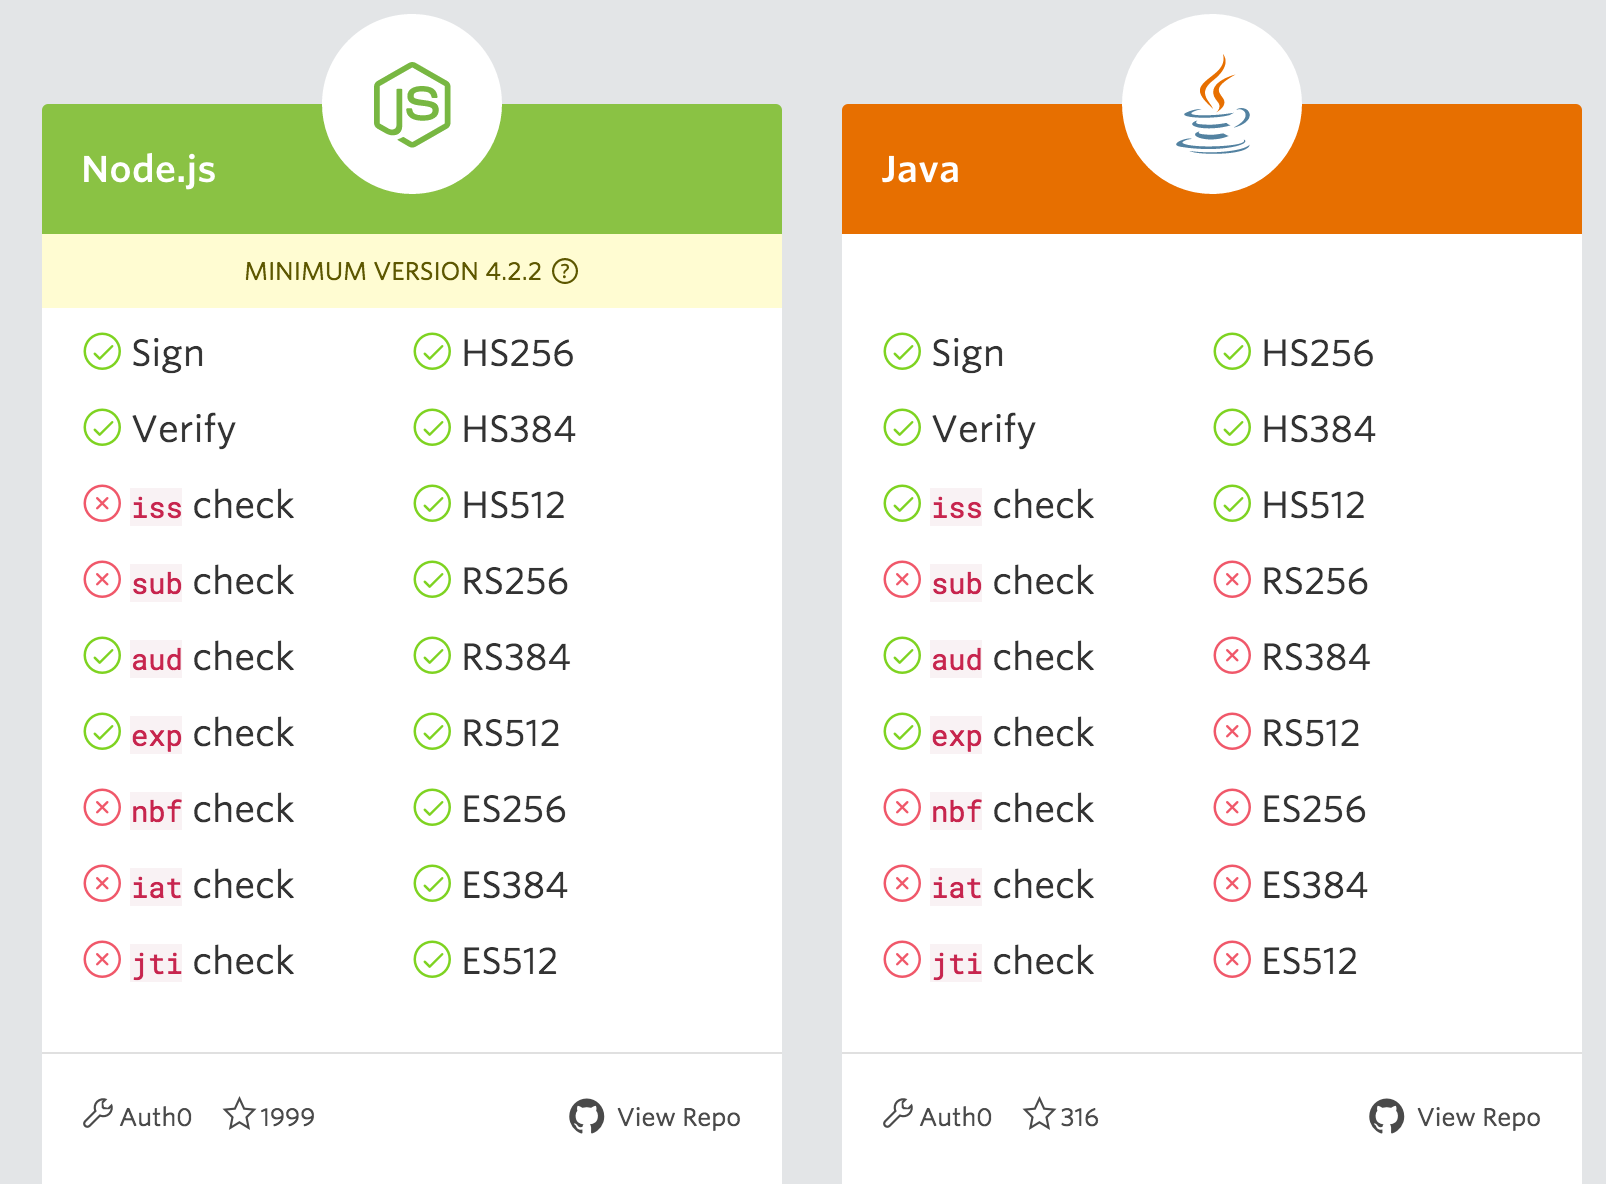 JS
Node.js
MINIMUM VERSION 4.2.2 ?
Sign
HS256
Verify
HS384
iss check
HS512
sub check
RS256
aud check
RS384
exp check
RS512
nbf check
ES256
iat check
ES384
jti check
ES512
Auth0 1999 View Repo
Java
Sign
HS256
Verify
HS384
iss check
HS512
sub check
RS256
aud check
RS384
exp check
RS512
nbf check
ES256
iat check
ES384
jti check
ES512
Auth0 316 View Repo